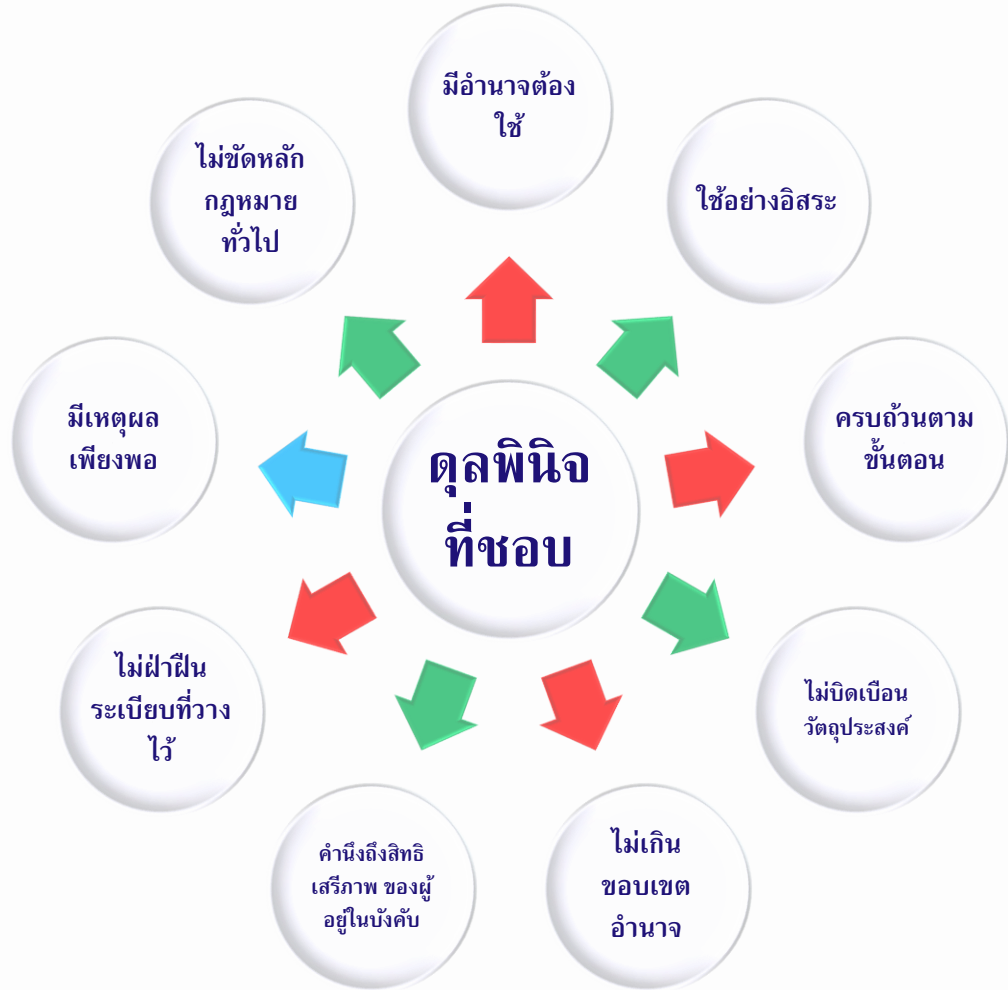 มีอำนาจต้อง
ใช้
ใช้อย่างอิสระ
ครบถ้วนตาม
ขั้นตอน
ไม่บิดเบือน
วัตถุประสงค์
ไม่เกิน
ขอบเขต
อำนาจ
คำนึงถึงสิทธิ
เสรีภาพ ของผู้
อยู่ในบังคับ
ไม่ฝ่าฝืน
ระเบียบที่วาง
ไว้
มีเหตุผล
เพียงพอ
ไม่ขัดหลัก
กฎหมาย
ทั่วไป
ดุลพินิจ
ที่ชอบ